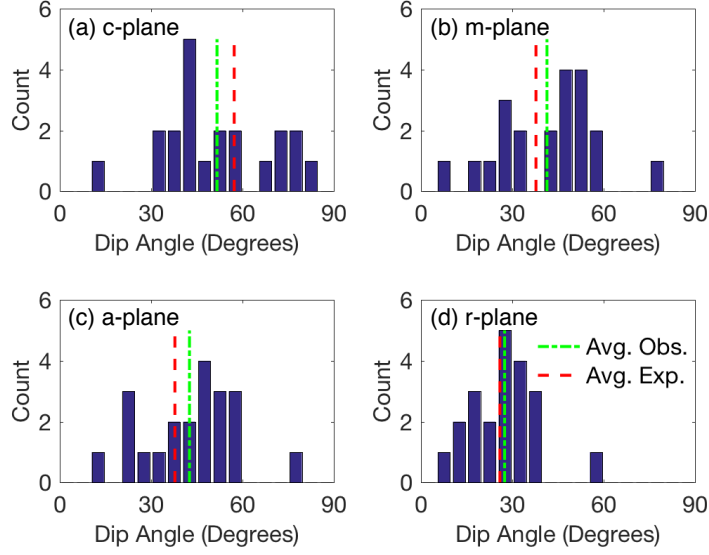 (a) c-plane
Count
6
4
2
0
0 30 60 90
Dip Angle (Degrees)
(b) m-plane
Count
6
4
2
0
0 30 60 90
Dip Angle (Degrees)
(c) a-plane
Count
6
4
2
0
0 30 60 90
Dip Angle (Degrees)
(d) r-plane
Avg. Obs.
Avg. Exp.
Count
6
4
2
0
0 30 60 90
Dip Angle (Degrees)